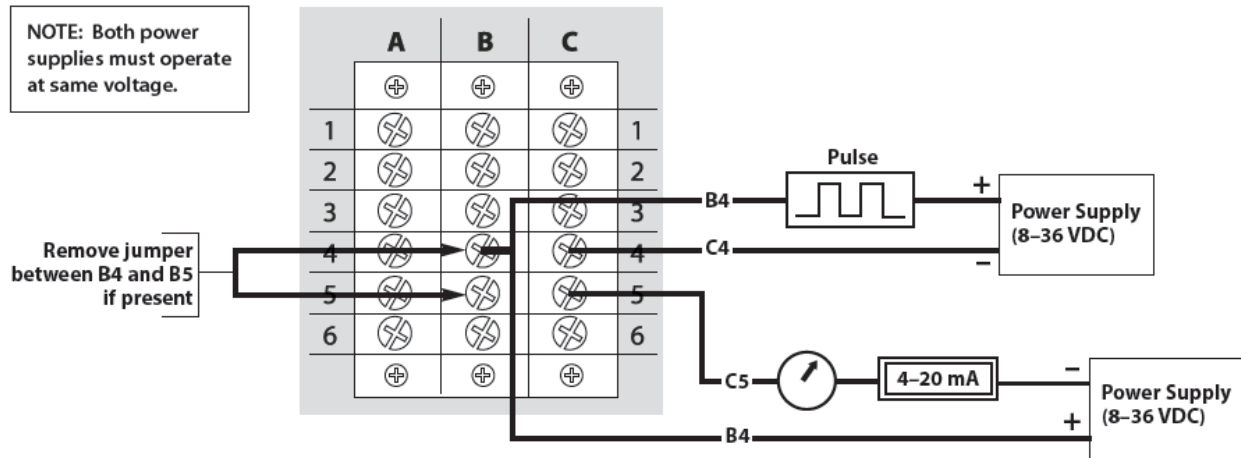 NOTE: Both power
supplies must operate
at same voltage.
A B C
1 1
2 2
3 3
4 4
5 5
6 6
Remove jumper
between B4 and B5
if present
B4
Pulse
+
C4
−
Power Supply
(8–36 VDC)
C5
4–20 mA
−
B4
+
Power Supply
(8–36 VDC)